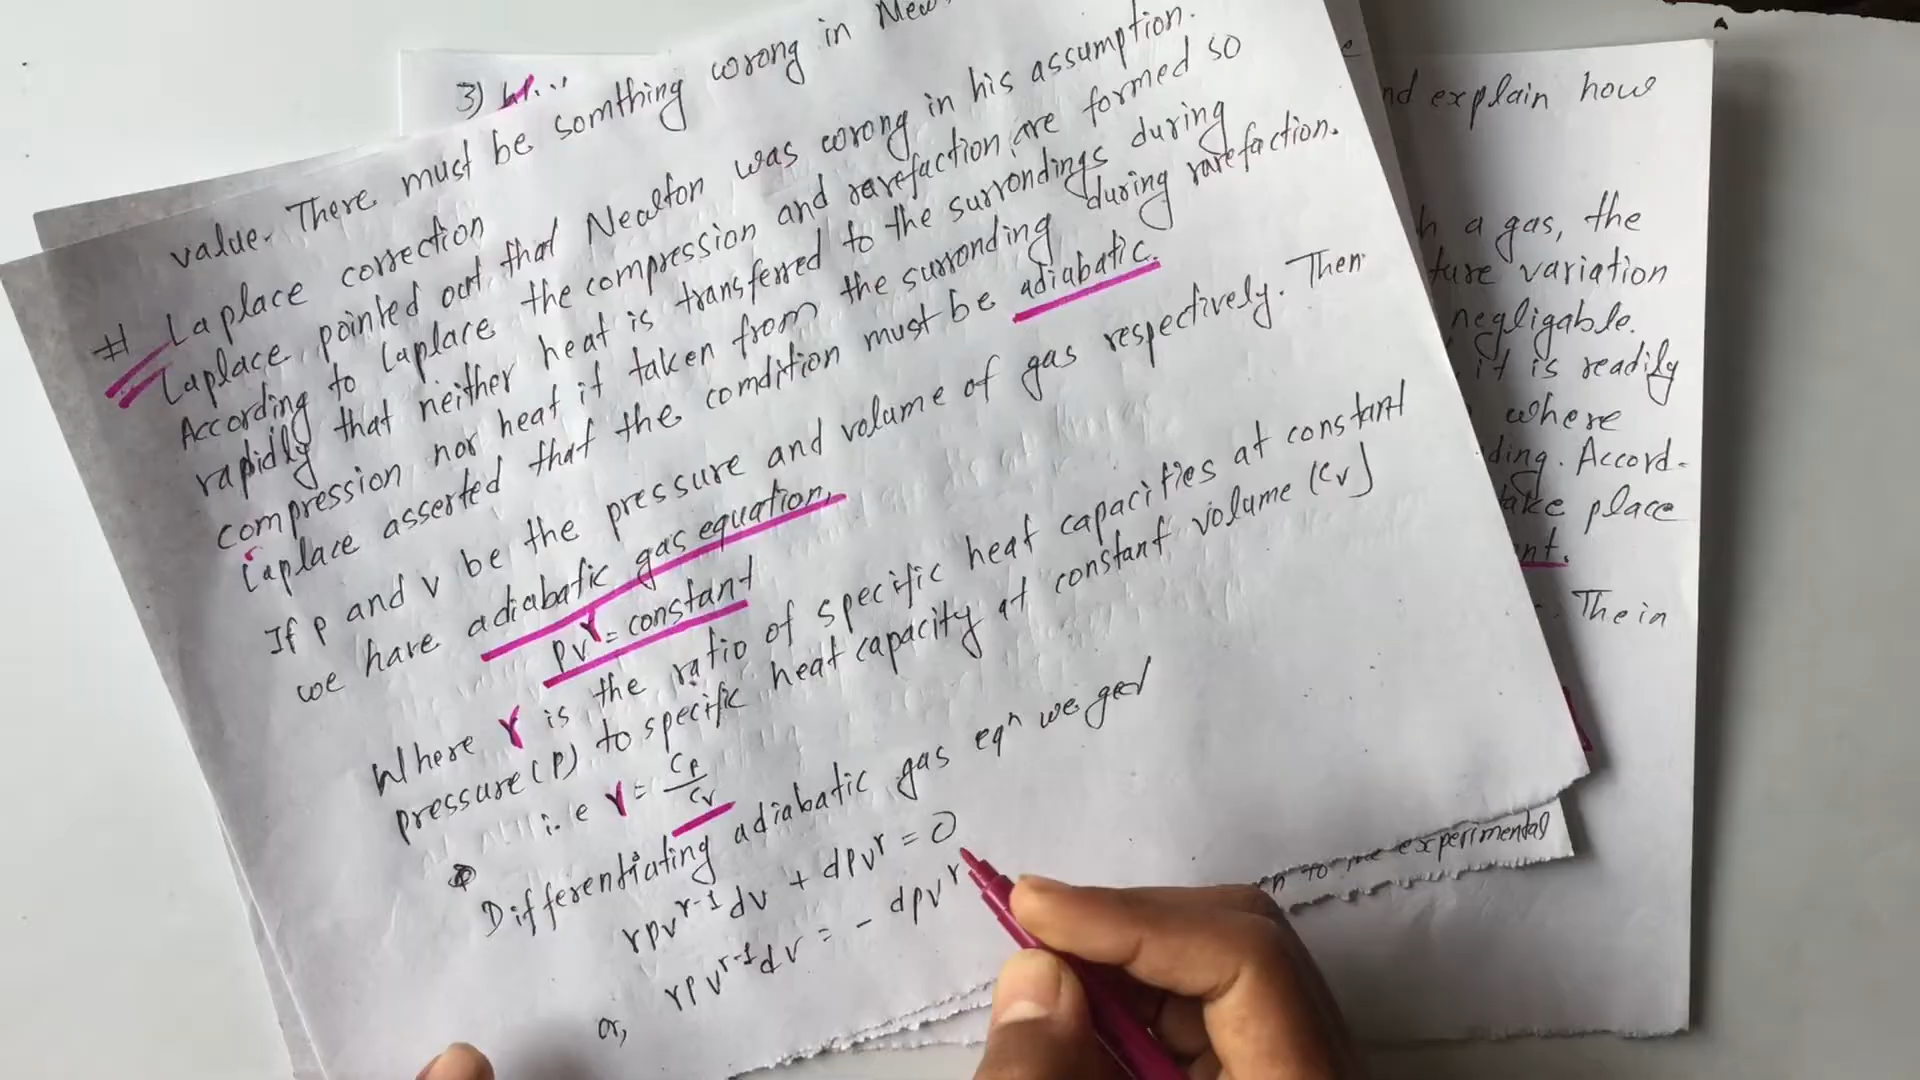 3)
value. There must be somthing worong in New
# Laplace correction
Laplace pointed out that Nealton was worong in his assumption.
According to Laplace the compression and rarefaction are formed so
rapidly that neither heat is transferred to the surrondings during
compression nor heat it taken from the surronding during rarefaction.
Laplace asserted that the comdition must be adiabatic.
If P and V be the pressure and volume of gas respectively. Then
we have adiabatic gas equation,
PV^γ = constant
Where γ is the ratio of specific heat capacities at constant
pressure (P) to specific heat capacity at constant volume (Cv)
i.e γ = Cp/Cv
Differentiating adiabatic gas eqⁿ we get
γPV^γ-1 dv + dPV^γ = 0
or, γPV^γ-1 dv = - dPV^γ
nd explain how
h a gas, the
ture variation
negligable.
it is readily
where
ding. Accord-
take place
nt.
The in
experimental